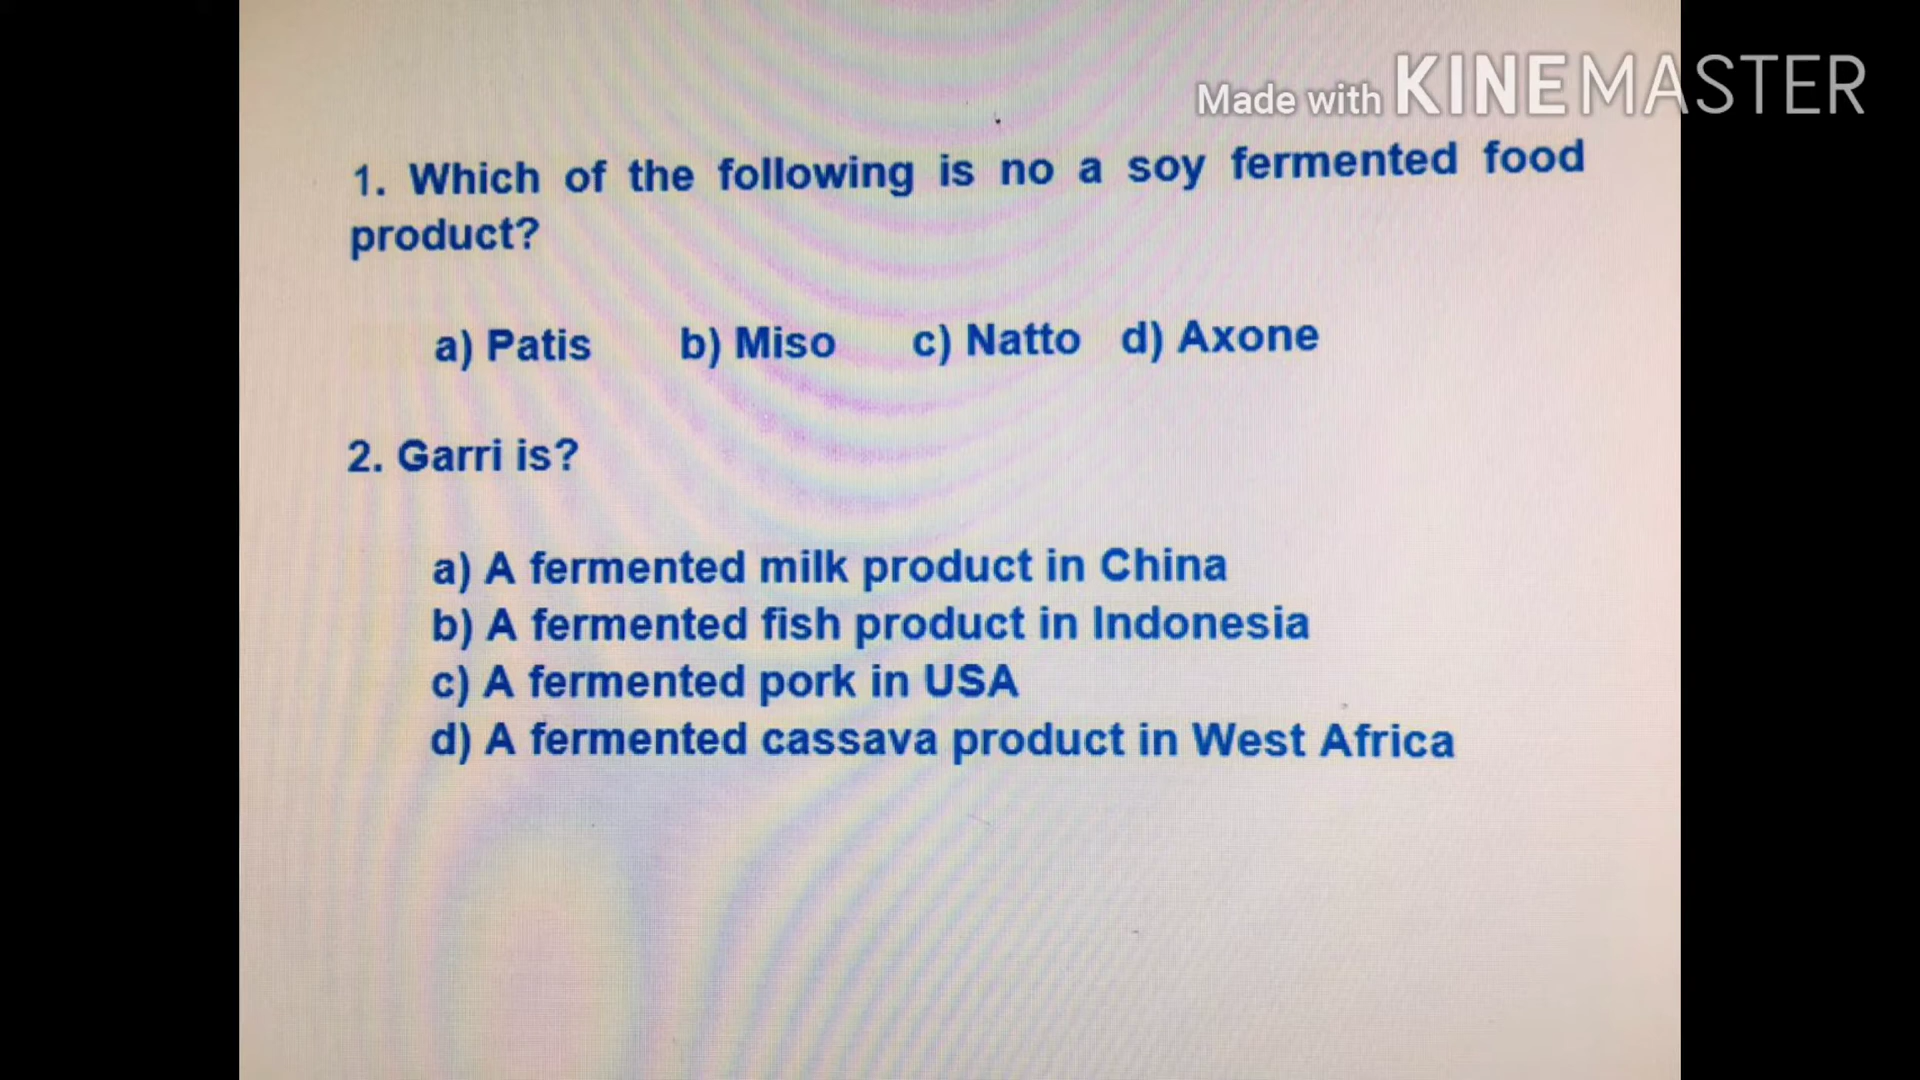 Made with KINEMASTER
1. Which of the following is no a soy fermented food
product?
a) Patis b) Miso c) Natto d) Axone
2. Garri is?
a) A fermented milk product in China
b) A fermented fish product in Indonesia
c) A fermented pork in USA
d) A fermented cassava product in West Africa